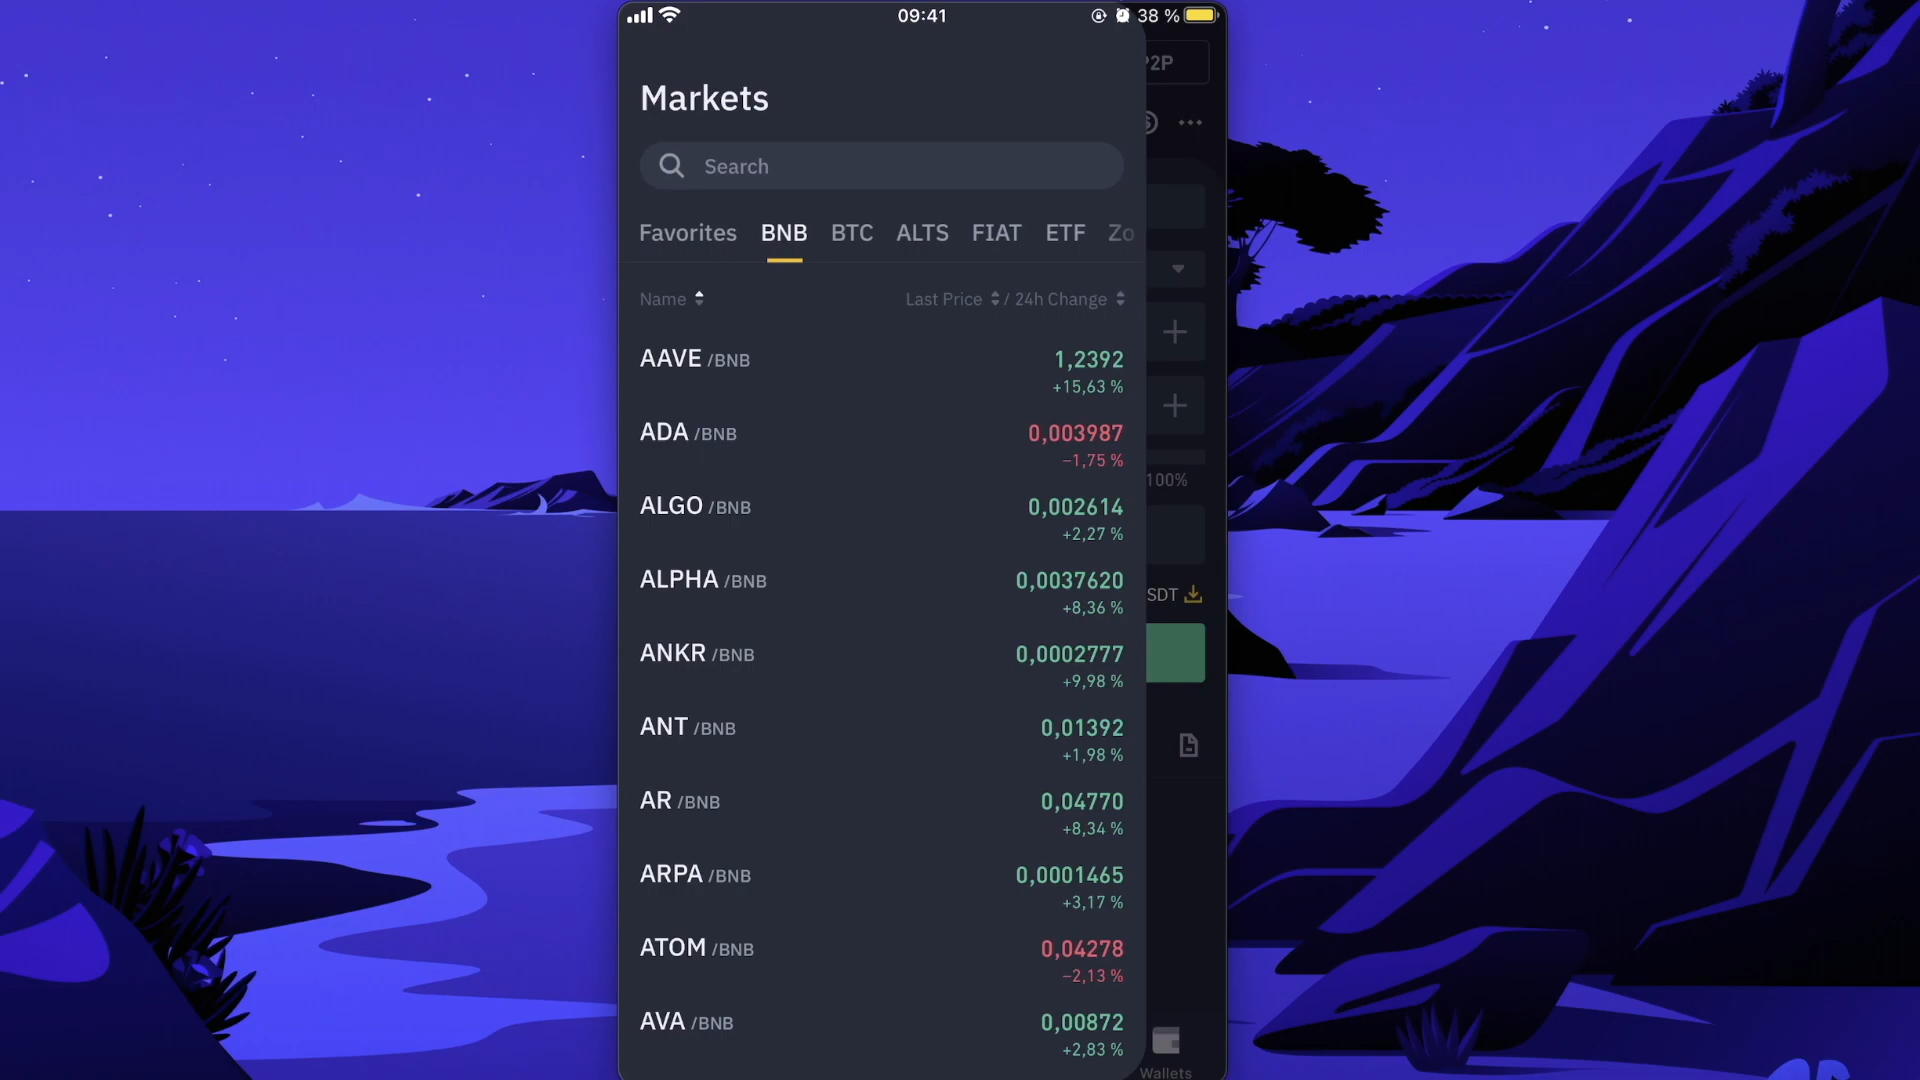 09:41 38 %
P2P
Markets
Search
Favorites BNB BTC ALTS FIAT ETF Zo
Name Last Price / 24h Change
AAVE /BNB 1,2392
+15,63 %
ADA /BNB 0,003987
−1,75 %
100%
ALGO /BNB 0,002614
+2,27 %
ALPHA /BNB 0,0037620
SDT
+8,36 %
ANKR /BNB 0,0002777
+9,98 %
ANT /BNB 0,01392
+1,98 %
AR /BNB 0,04770
+8,34 %
ARPA /BNB 0,0001465
+3,17 %
ATOM /BNB 0,04278
−2,13 %
AVA /BNB 0,00872
+2,83 %
Wallets